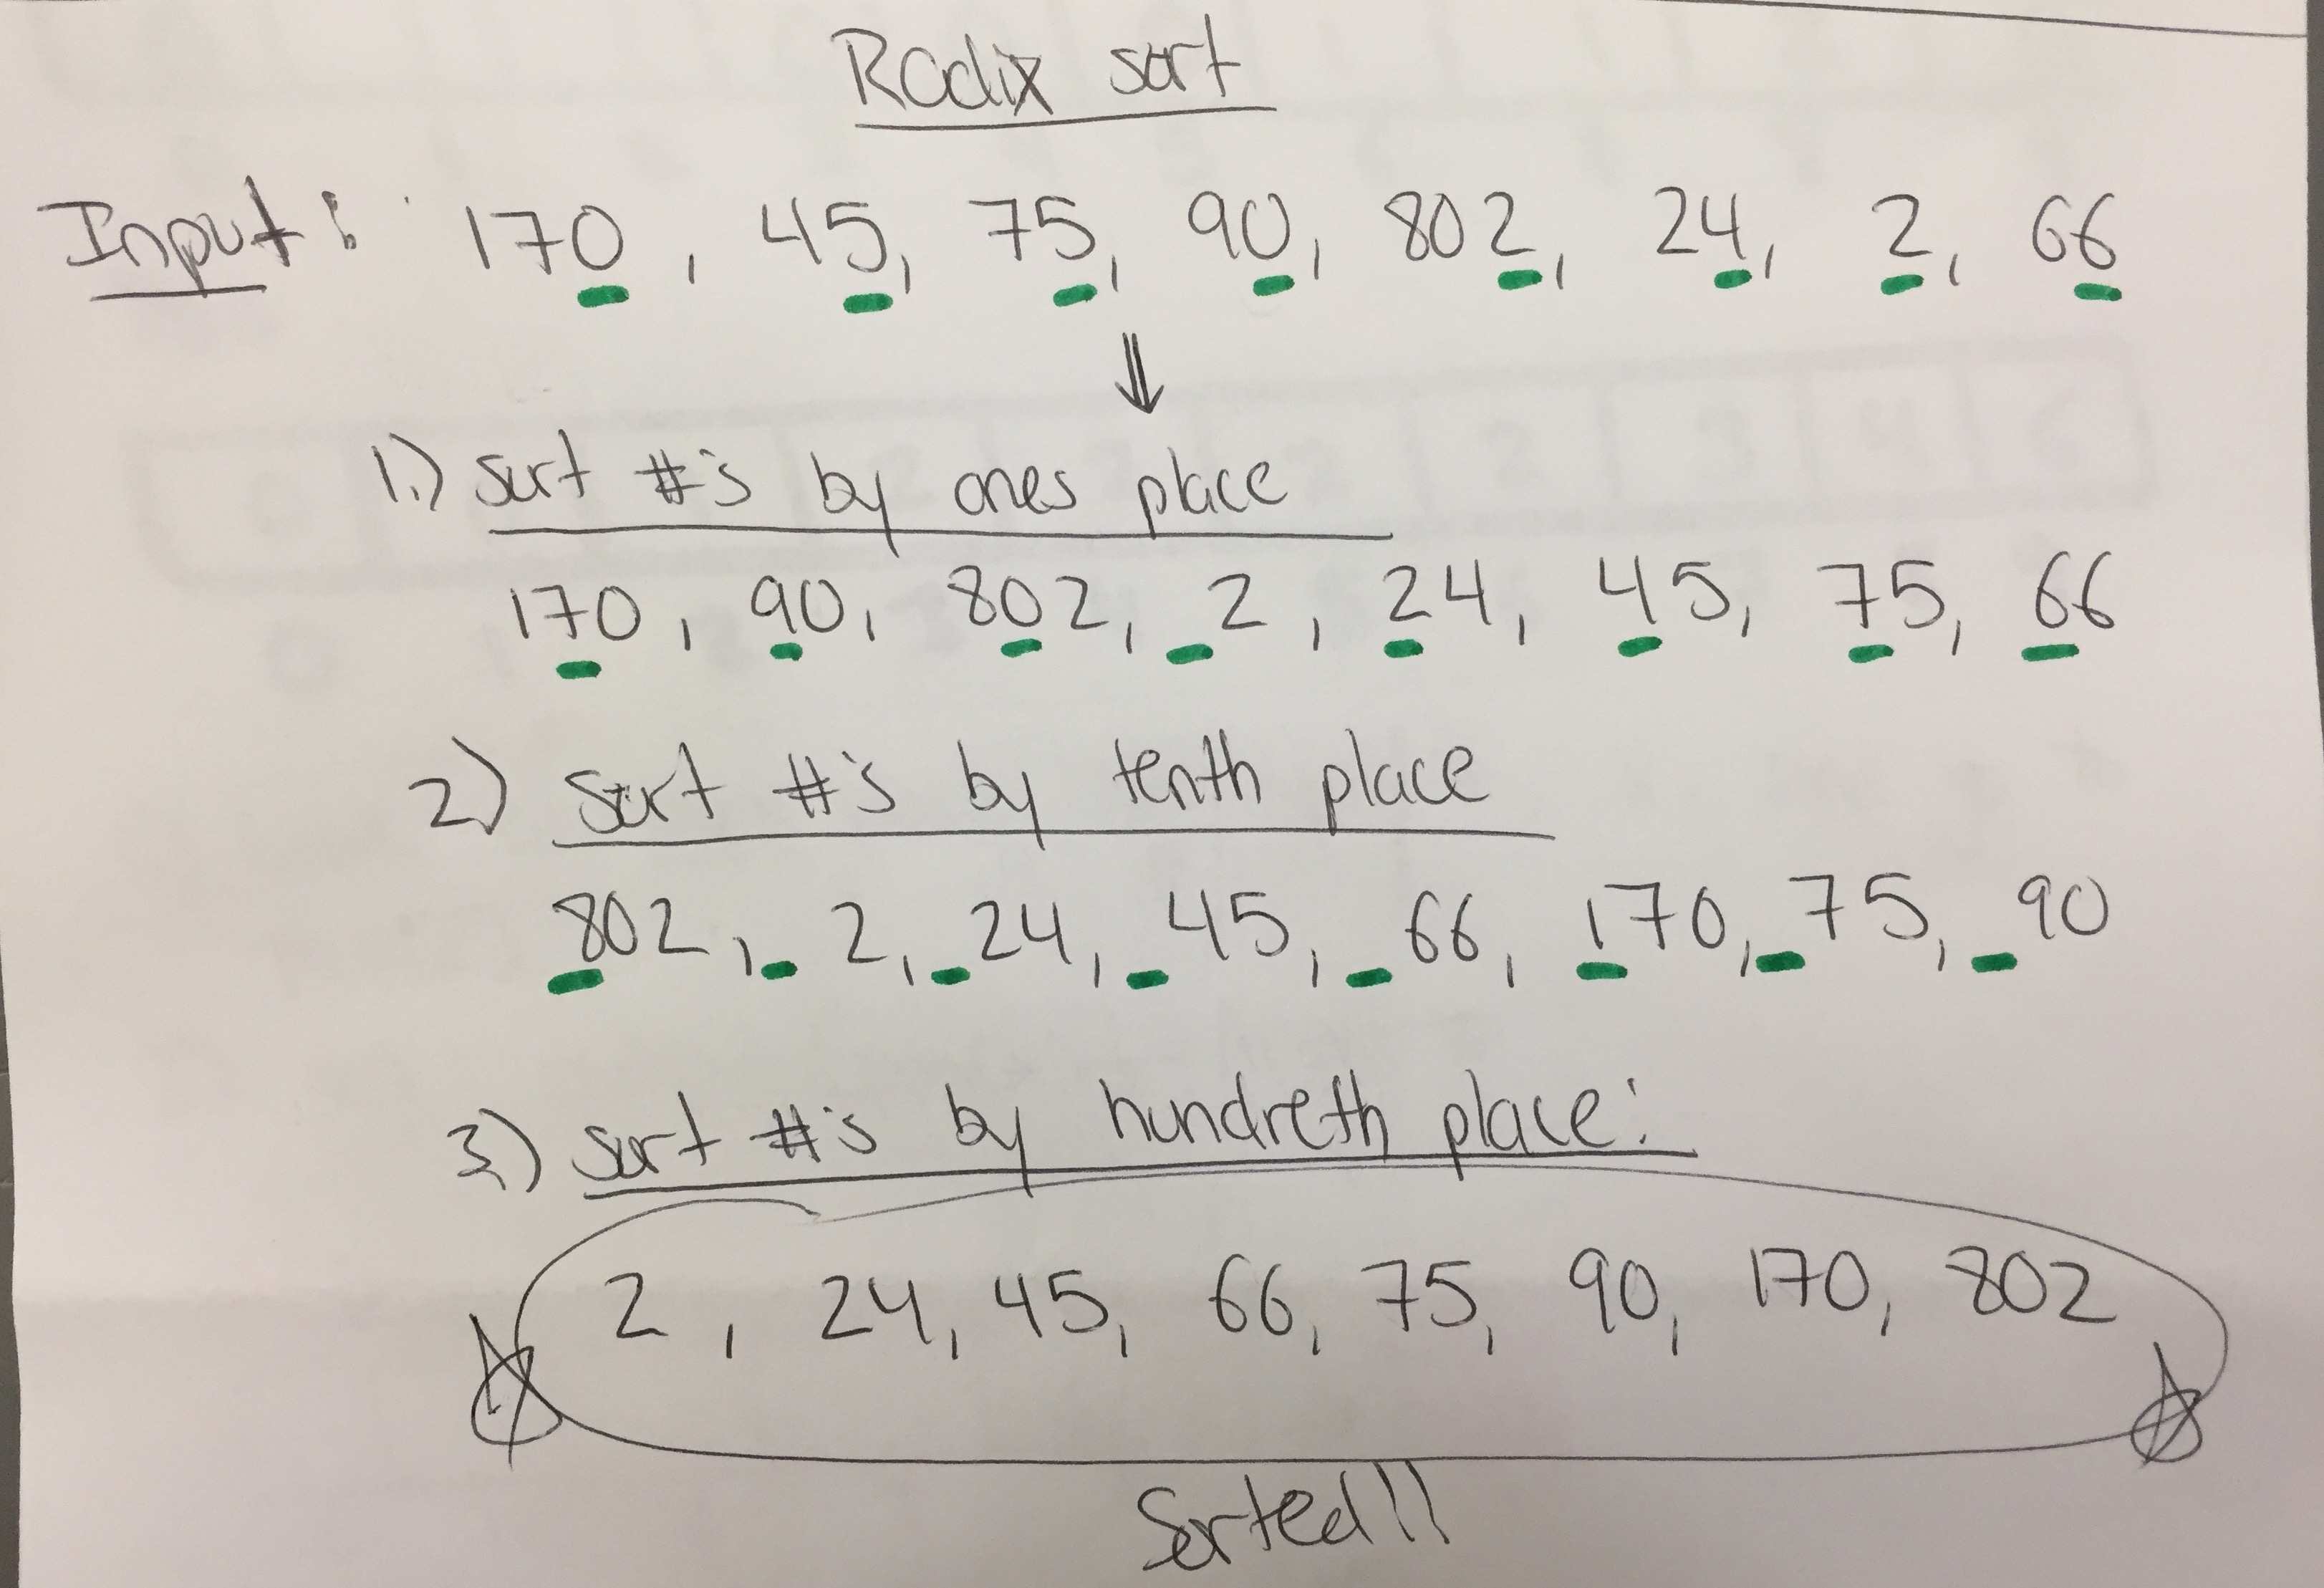 Radix sort
Input: 170, 45, 75, 90, 802, 24, 2, 66
1.) sort #'s by ones place
170, 90, 802, 2, 24, 45, 75, 66
2) sort #'s by tenth place
802, 2, 24, 45, 66, 170, 75, 90
3) sort #'s by hundreth place:
2, 24, 45, 66, 75, 90, 170, 802
Sorted!!